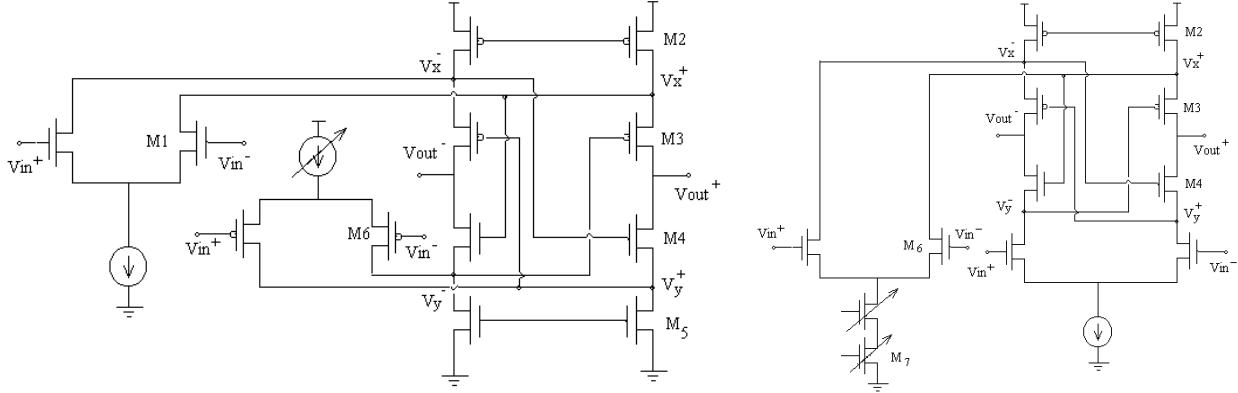 M2
Vx-
Vx+
M1
Vin+
Vin-
M3
Vout-
Vout+
Vin+
M6
Vin-
M4
Vy-
Vy+
M5
M2
Vx-
Vx+
M3
Vout-
Vout+
M4
Vy-
Vy+
Vin+
M6
Vin-
Vin+
Vin-
M7